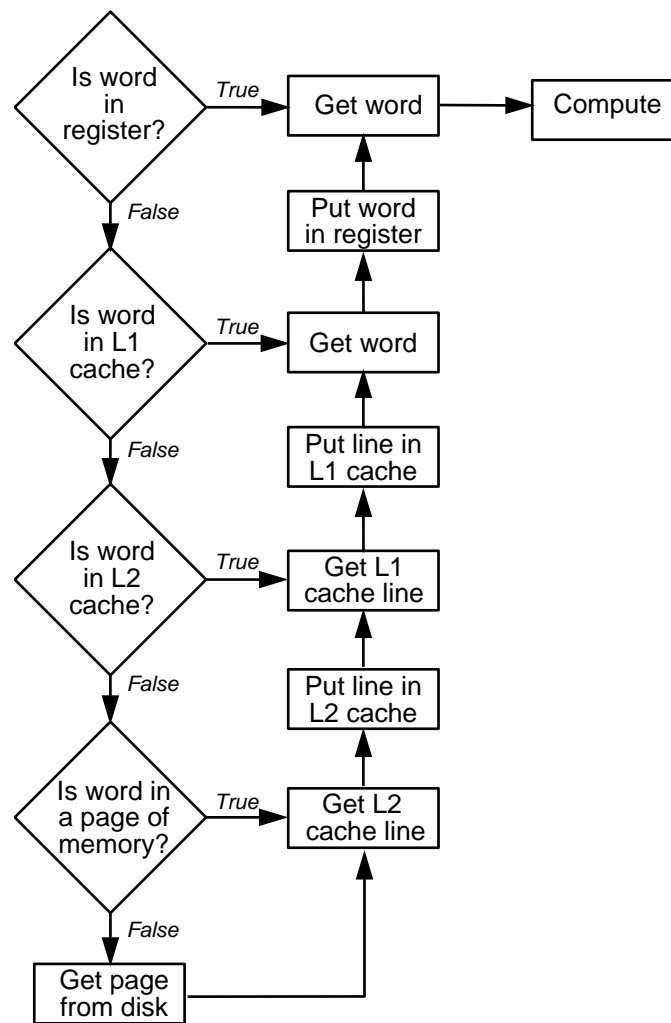 Is word
in
register?
True
Get word
Compute
False
Put word
in register
Is word
in L1
cache?
True
Get word
False
Put line in
L1 cache
Is word
in L2
cache?
True
Get L1
cache line
False
Put line in
L2 cache
Is word in
a page of
memory?
True
Get L2
cache line
False
Get page
from disk